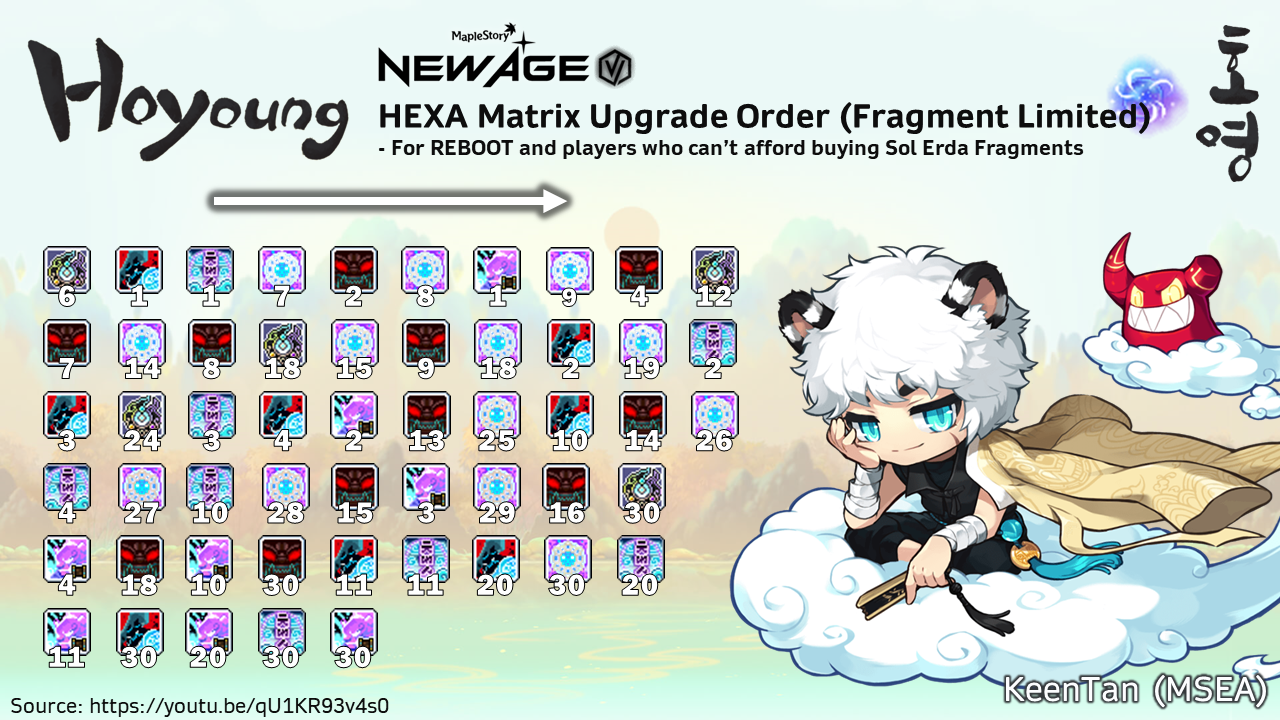 Hoyoung
MapleStory
NEW AGE
HEXA Matrix Upgrade Order (Fragment Limited)
- For REBOOT and players who can't afford buying Sol Erda Fragments
호영
6 1 1 7 2 8 1 9 4 12
7 14 8 18 15 9 18 2 19 2
3 24 3 4 2 13 25 10 14 26
4 27 10 28 15 3 29 16 30
4 18 10 30 11 11 20 30 20
11 30 20 30 30
Source: https://youtu.be/qU1KR93v4s0
KeenTan (MSEA)